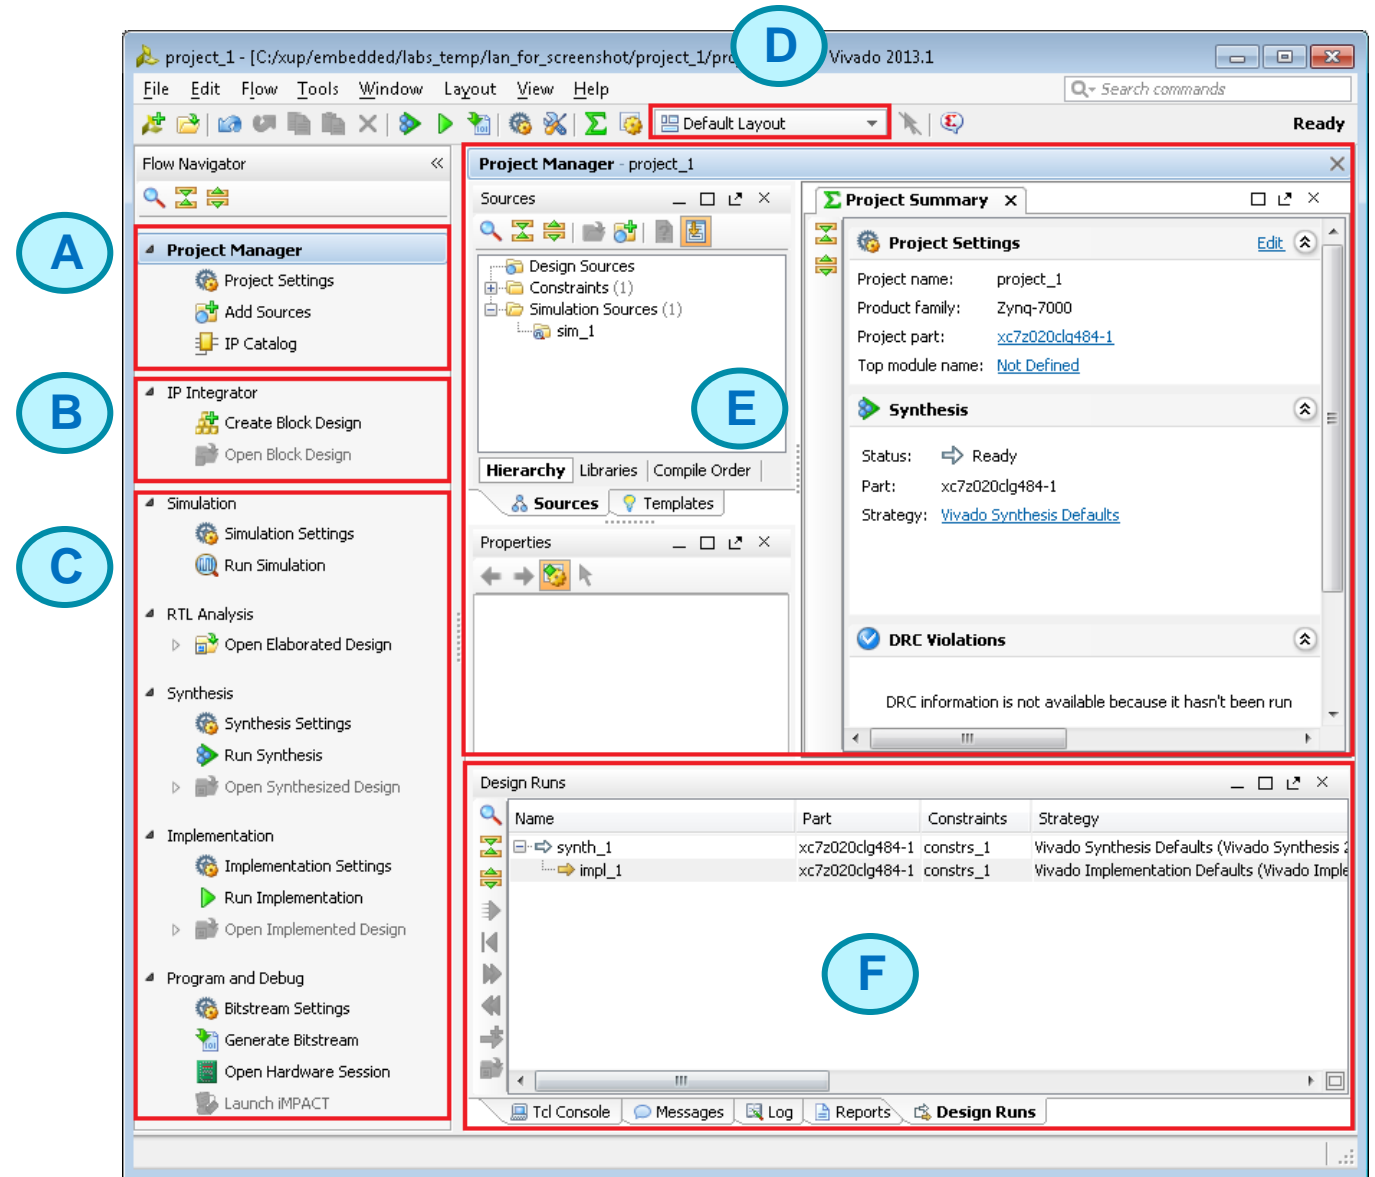 D
project_1 - [C:/xup/embedded/labs_temp/lan_for_screenshot/project_1/pro Vivado 2013.1
File Edit Flow Tools Window Layout View Help
Search commands
Default Layout
Ready
Flow Navigator
A
Project Manager
Project Settings
Add Sources
IP Catalog
B
IP Integrator
Create Block Design
Open Block Design
C
Simulation
Simulation Settings
Run Simulation
RTL Analysis
Open Elaborated Design
Synthesis
Synthesis Settings
Run Synthesis
Open Synthesized Design
Implementation
Implementation Settings
Run Implementation
Open Implemented Design
Program and Debug
Bitstream Settings
Generate Bitstream
Open Hardware Session
Launch iMPACT
Project Manager - project_1
Sources
Design Sources
Constraints (1)
Simulation Sources (1)
sim_1
E
Hierarchy Libraries Compile Order
Sources Templates
Properties
Project Summary
Project Settings Edit
Project name: project_1
Product family: Zynq-7000
Project part: xc7z020clg484-1
Top module name: Not Defined
Synthesis
Status: Ready
Part: xc7z020clg484-1
Strategy: Vivado Synthesis Defaults
DRC Violations
DRC information is not available because it hasn't been run
Design Runs
Name Part Constraints Strategy
synth_1 xc7z020clg484-1 constrs_1 Vivado Synthesis Defaults (Vivado Synthesis 2
impl_1 xc7z020clg484-1 constrs_1 Vivado Implementation Defaults (Vivado Imple
F
Tcl Console Messages Log Reports Design Runs